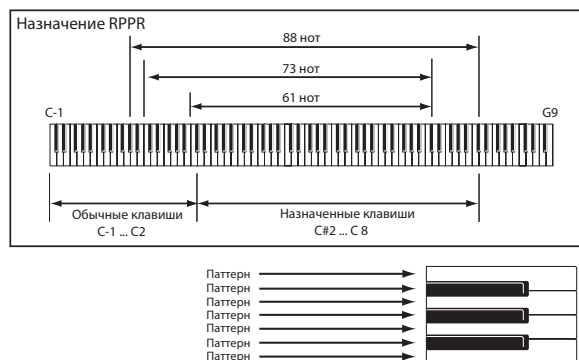 Назначение RPPR
88 нот
73 нот
61 нот
C-1 G9
Обычные клавиши Назначенные клавиши
C-1 ... C2 C#2 ... C 8
Паттерн
Паттерн
Паттерн
Паттерн
Паттерн
Паттерн
Паттерн